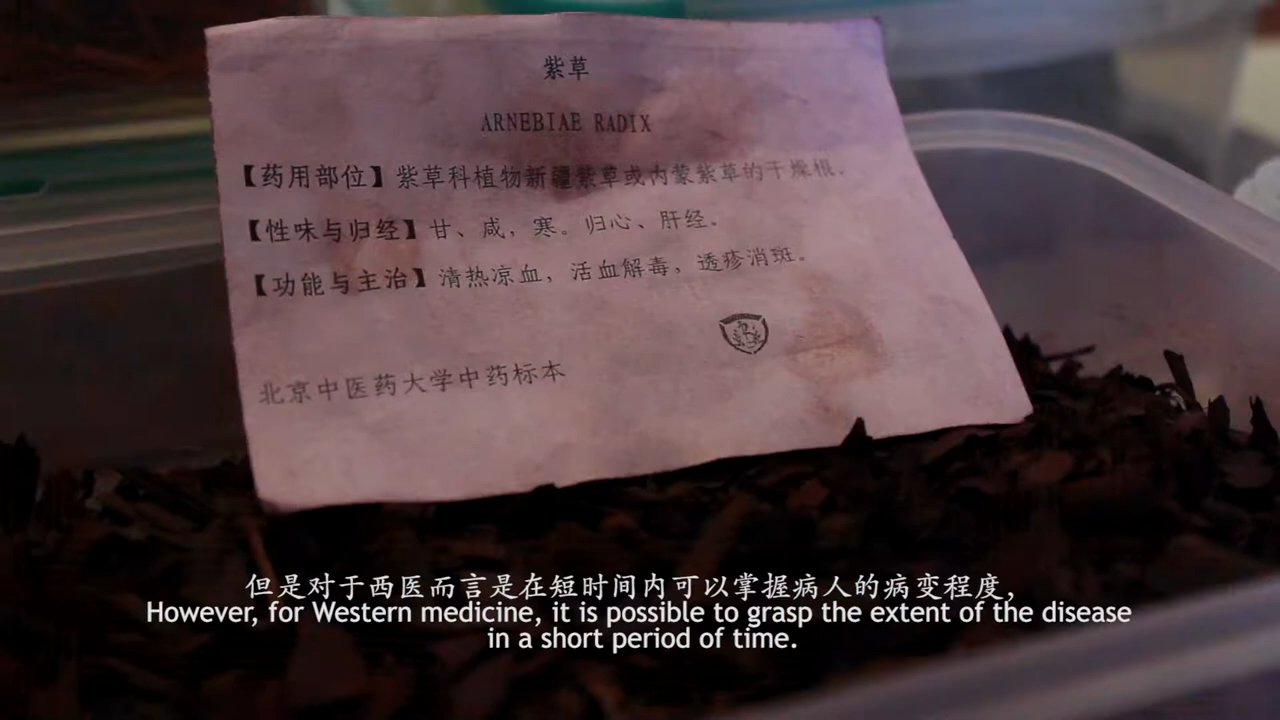 紫草
ARNEBIAE RADIX
【药用部位】紫草科植物新疆紫草或内蒙紫草的干燥根.
【性味与归经】甘、咸，寒。归心、肝经。
【功能与主治】清热凉血，活血解毒，透疹消斑。
北京中医药大学中药标本
但是对于西医而言是在短时间内可以掌握病人的病变程度,
However, for Western medicine, it is possible to grasp the extent of the disease
in a short period of time.